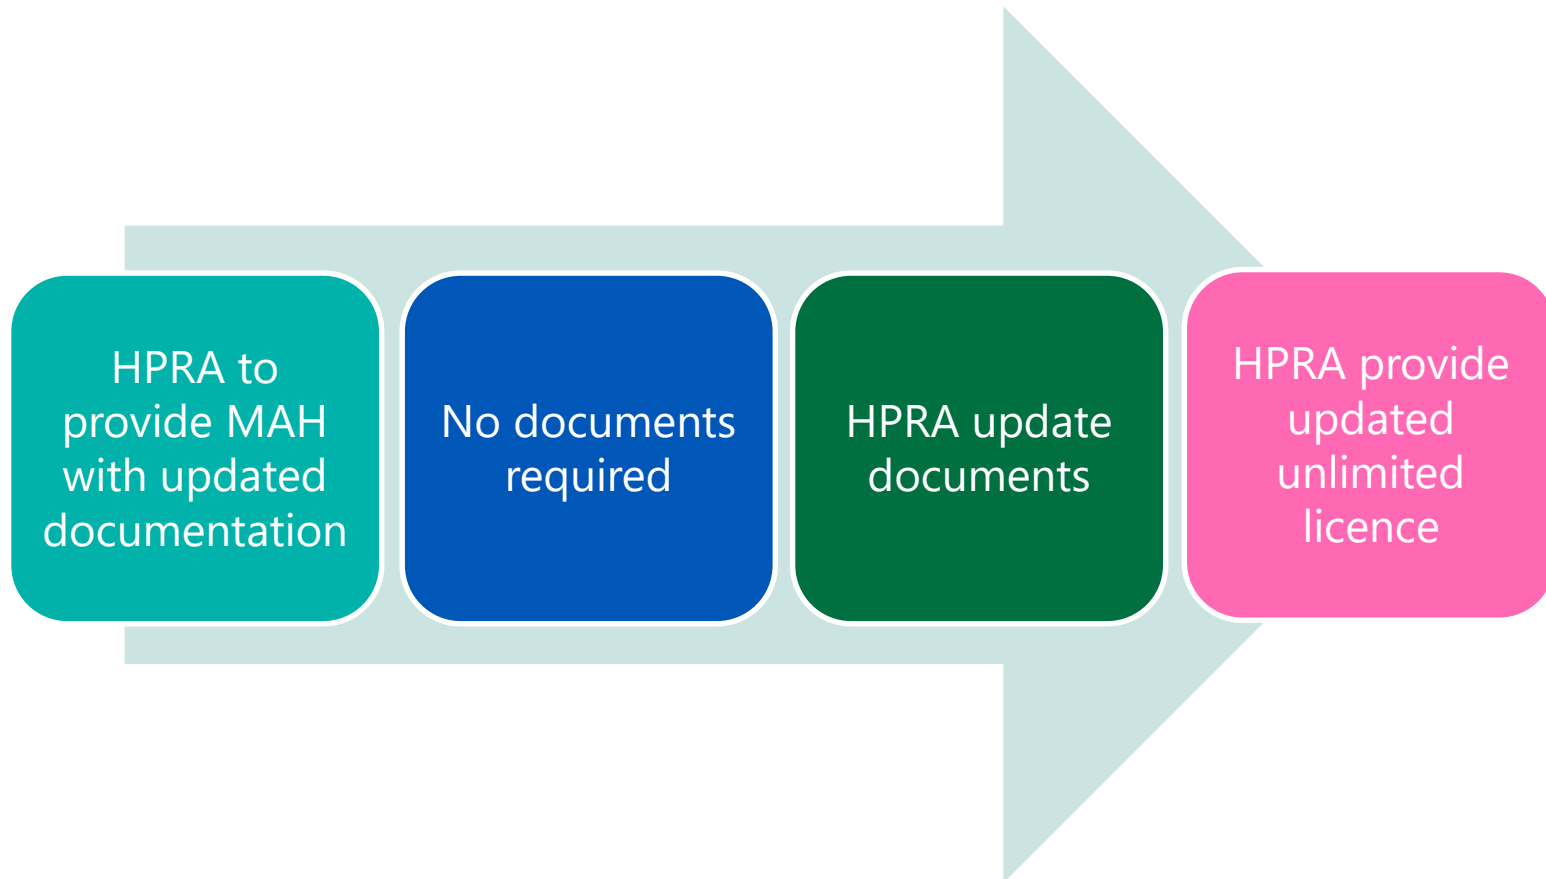 HPRA to
provide MAH
with updated
documentation
No documents
required
HPRA update
documents
HPRA provide
updated
unlimited
licence